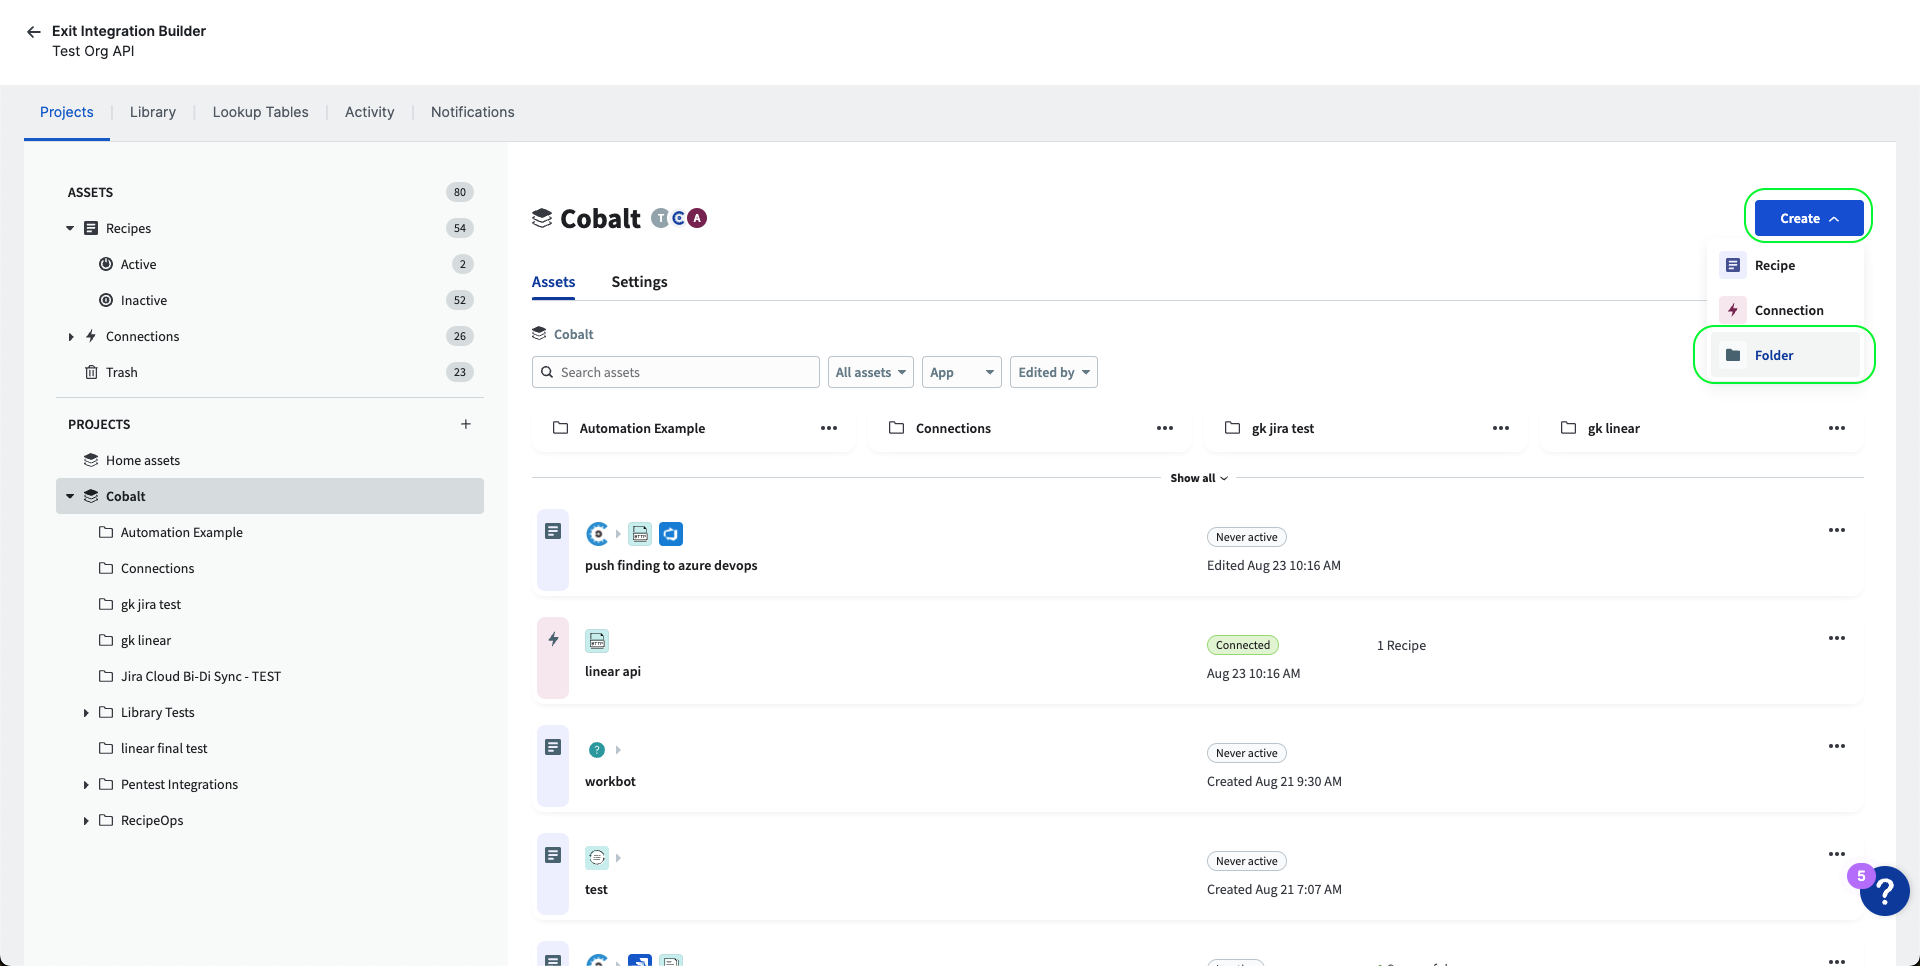 Exit Integration Builder
Test Org API
Projects
Library
Lookup Tables
Activity
Notifications
ASSETS 80
Recipes 54
Active 2
Inactive 52
Connections 26
Trash 23
PROJECTS
Home assets
Cobalt
Automation Example
Connections
gk jira test
gk linear
Jira Cloud Bi-Di Sync - TEST
Library Tests
linear final test
Pentest Integrations
RecipeOps
Cobalt T C A
Create
Recipe
Connection
Folder
Assets Settings
Cobalt
Search assets All assets App Edited by
Automation Example
Connections
gk jira test
gk linear
Show all
HTTP
push finding to azure devops
Never active
Edited Aug 23 10:16 AM
HTTP
linear api
Connected
Aug 23 10:16 AM
1 Recipe
?
workbot
Never active
Created Aug 21 9:30 AM
test
Never active
Created Aug 21 7:07 AM
5
?